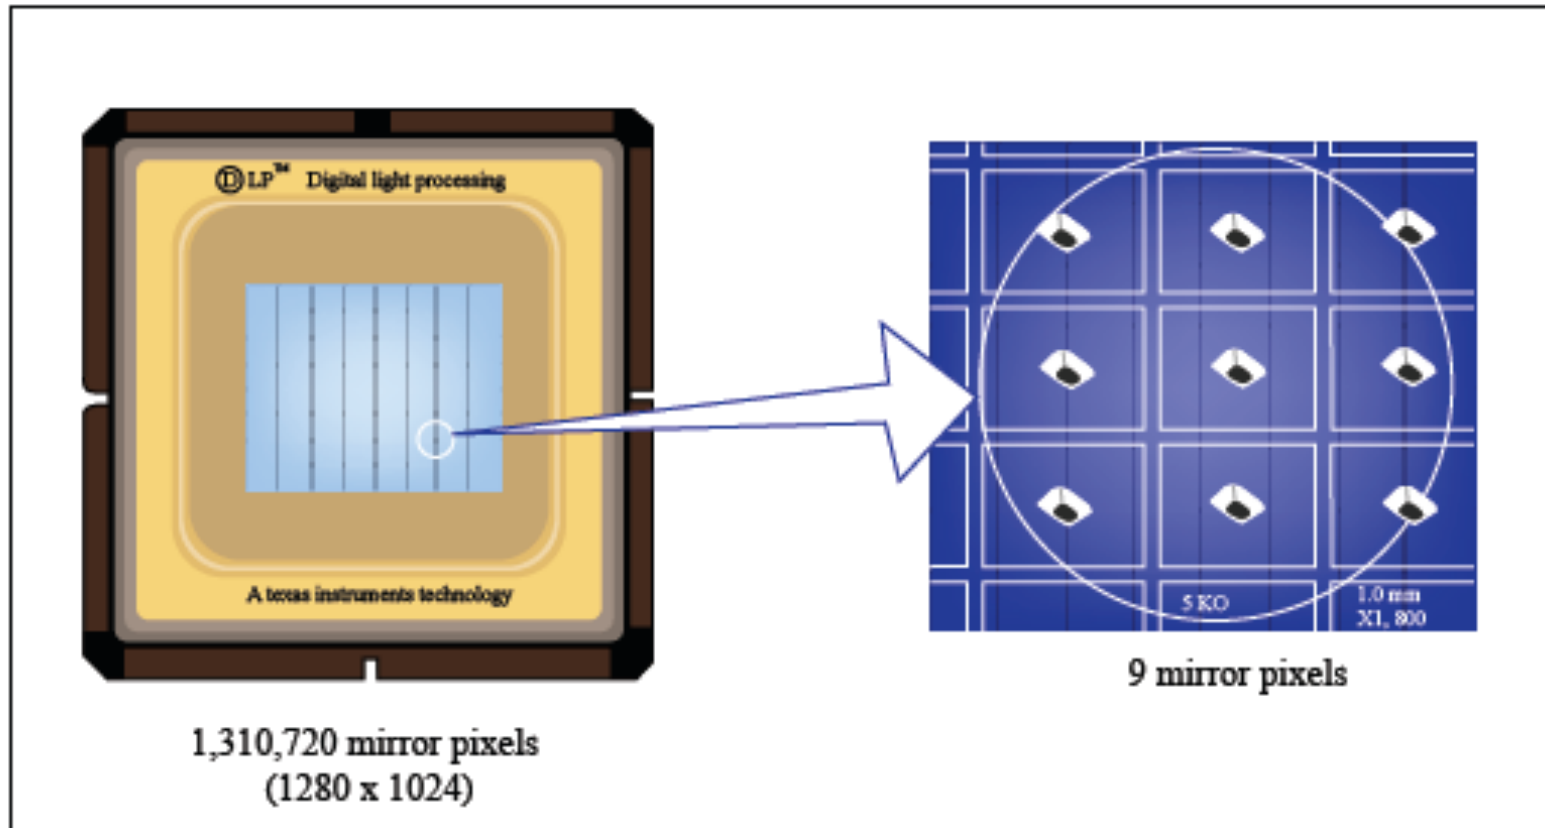 DLP™ Digital light processing
A texas instruments technology
1,310,720 mirror pixels
(1280 x 1024)
5 KO
1.0 mm
X1, 800
9 mirror pixels